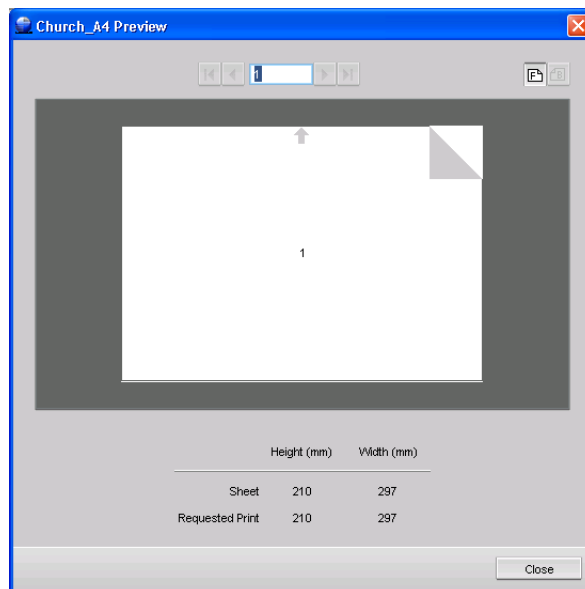 Church_A4 Preview
1
F
1
Height (mm) Width (mm)
Sheet 210 297
Requested Print 210 297
Close